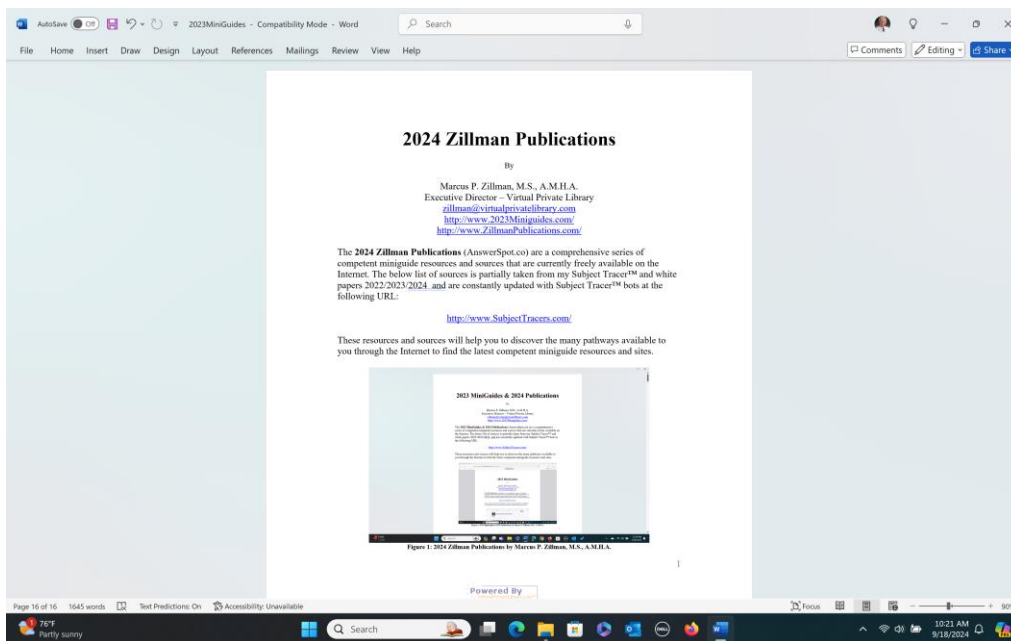 AutoSave Off 2023MiniGuides - Compatibility Mode - Word Search
File Home Insert Draw Design Layout References Mailings Review View Help Comments Editing Share
2024 Zillman Publications
By
Marcus P. Zillman, M.S., A.M.H.A.
Executive Director – Virtual Private Library
zillman@virtualprivatelibrary.com
http://www.2023Miniguides.com/
http://www.ZillmanPublications.com/
The 2024 Zillman Publications (AnswerSpot.co) are a comprehensive series of
competent miniguide resources and sources that are currently freely available on the
Internet. The below list of sources is partially taken from my Subject Tracer™ and white
papers 2022/2023/2024 and are constantly updated with Subject Tracer™ bots at the
following URL:
http://www.SubjectTracers.com/
These resources and sources will help you to discover the many pathways available to
you through the Internet to find the latest competent miniguide resources and sites.
2023 MiniGuides & 2024 Publications
Figure 1: 2024 Zillman Publications by Marcus P. Zillman, M.S., A.M.H.A.
1
Powered By
Page 16 of 16 1645 words Text Predictions: On Accessibility: Unavailable Focus 90%
76°F
Partly sunny
Search
10:21 AM
9/18/2024